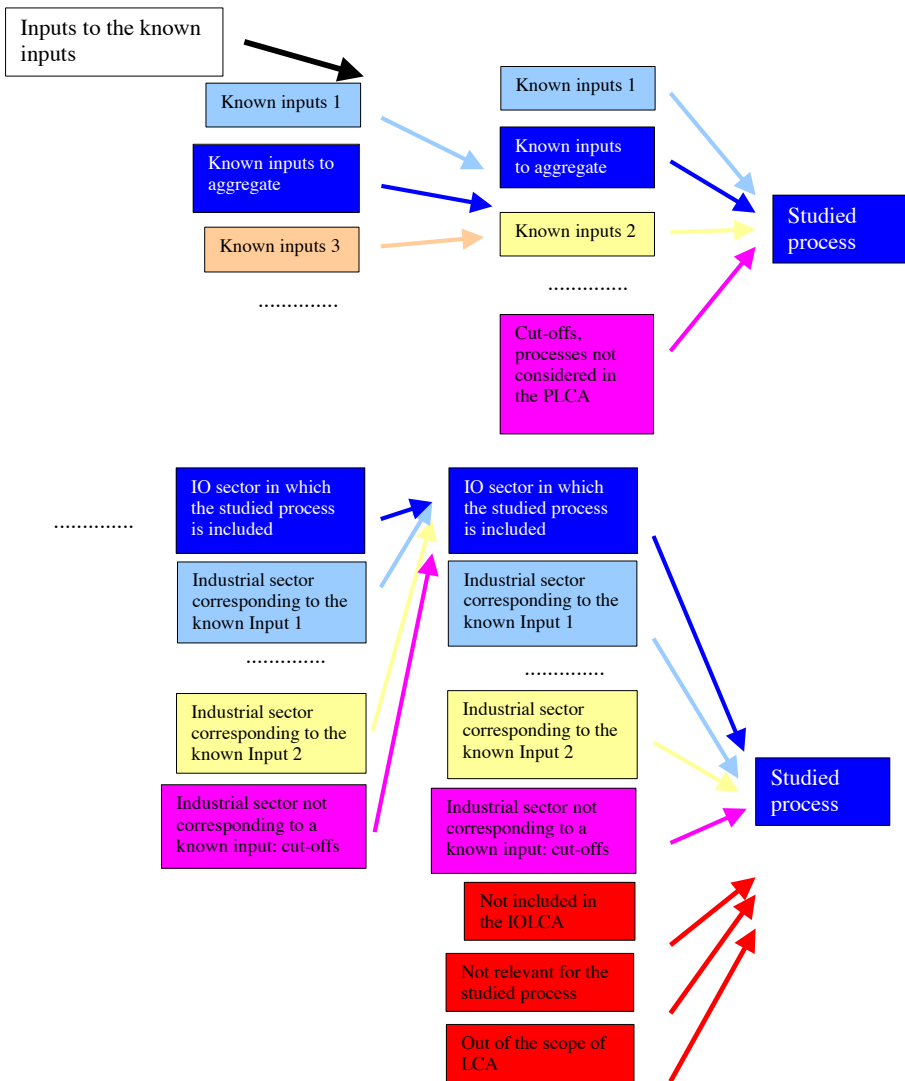 Inputs to the known
inputs
Known inputs 1
Known inputs to
aggregate
Known inputs 3
..............
Known inputs 1
Known inputs
to aggregate
Known inputs 2
..............
Cut-offs,
processes not
considered in
the PLCA
Studied
process
..............
IO sector in which
the studied process
is included
Industrial sector
corresponding to the
known Input 1
..............
Industrial sector
corresponding to the
known Input 2
Industrial sector not
corresponding to a
known input: cut-offs
IO sector in which
the studied process
is included
Industrial sector
corresponding to the
known Input 1
..............
Industrial sector
corresponding to the
known Input 2
Industrial sector not
corresponding to a
known input: cut-offs
Not included in
the IOLCA
Not relevant for the
studied process
Out of the scope of
LCA
Studied
process